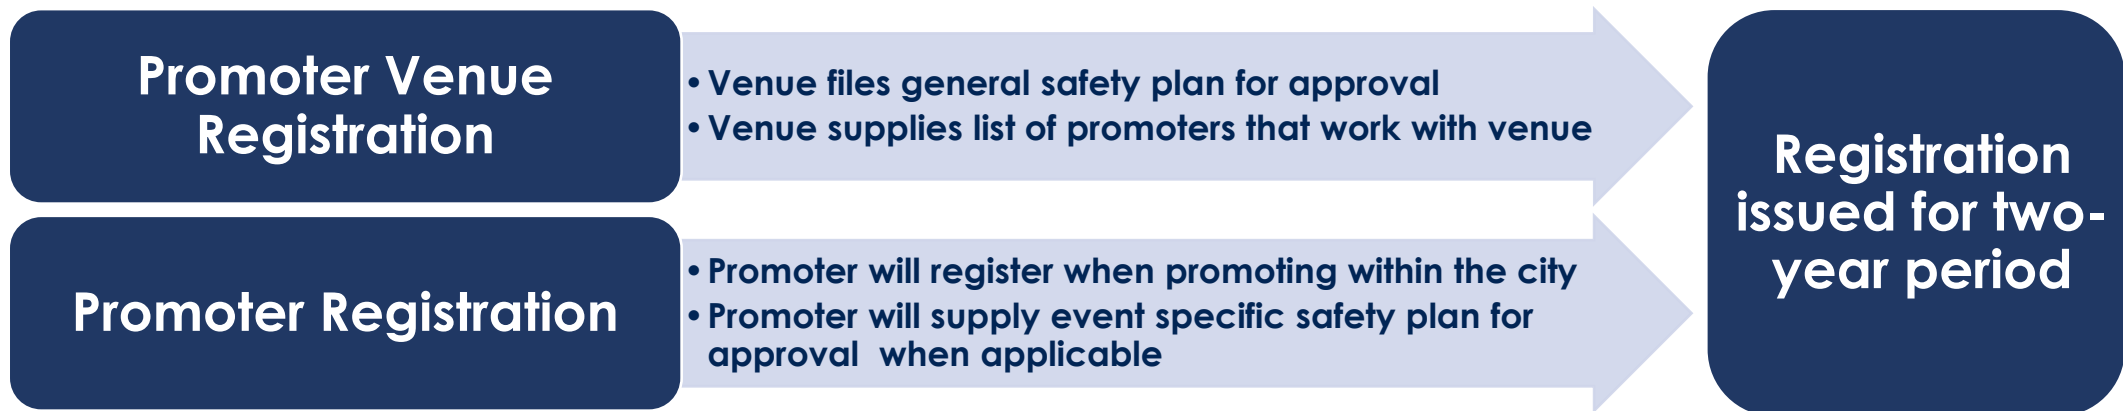 Promoter Venue
Registration
• Venue files general safety plan for approval
• Venue supplies list of promoters that work with venue
Promoter Registration
• Promoter will register when promoting within the city
• Promoter will supply event specific safety plan for
approval  when applicable
Registration
issued for two-
year period